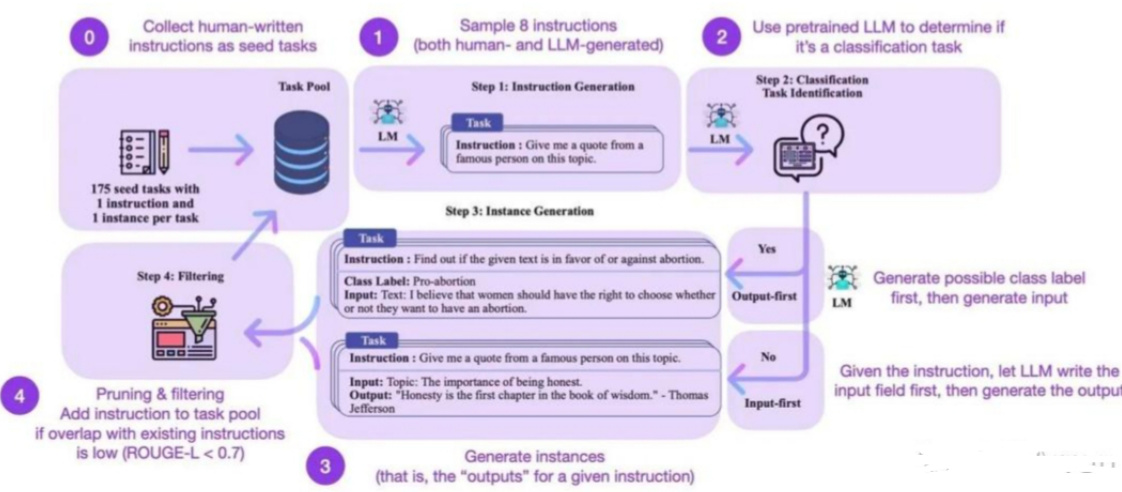 0
Collect human-written
instructions as seed tasks
1
Sample 8 instructions
(both human- and LLM-generated)
2
Use pretrained LLM to determine if
it's a classification task
Task Pool
175 seed tasks with
1 instruction and
1 instance per task
Step 1: Instruction Generation
LM
Task
Instruction : Give me a quote from a
famous person on this topic.
Step 2: Classification
Task Identification
LM
?
Step 3: Instance Generation
Task
Instruction : Find out if the given text is in favor of or against abortion.
Class Label: Pro-abortion
Input: Text: I believe that women should have the right to choose whether
or not they want to have an abortion.
Yes
Output-first
LM
Generate possible class label
first, then generate input
Task
Instruction : Give me a quote from a famous person on this topic.
Input: Topic: The importance of being honest.
Output: "Honesty is the first chapter in the book of wisdom." - Thomas
Jefferson
No
Input-first
Given the instruction, let LLM write the
input field first, then generate the output
Step 4: Filtering
4
Pruning & filtering
Add instruction to task pool
if overlap with existing instructions
is low (ROUGE-L < 0.7)
3
Generate instances
(that is, the "outputs" for a given instruction)